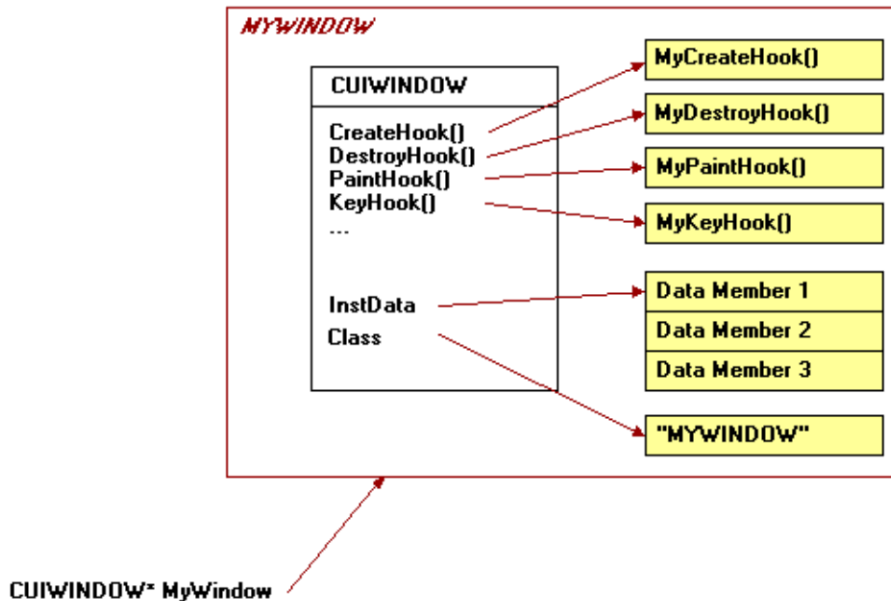 MYWINDOW
CUIWINDOW
CreateHook()
DestroyHook()
PaintHook()
KeyHook()
...
InstData
Class
MyCreateHook()
MyDestroyHook()
MyPaintHook()
MyKeyHook()
Data Member 1
Data Member 2
Data Member 3
"MYWINDOW"
CUIWINDOW* MyWindow